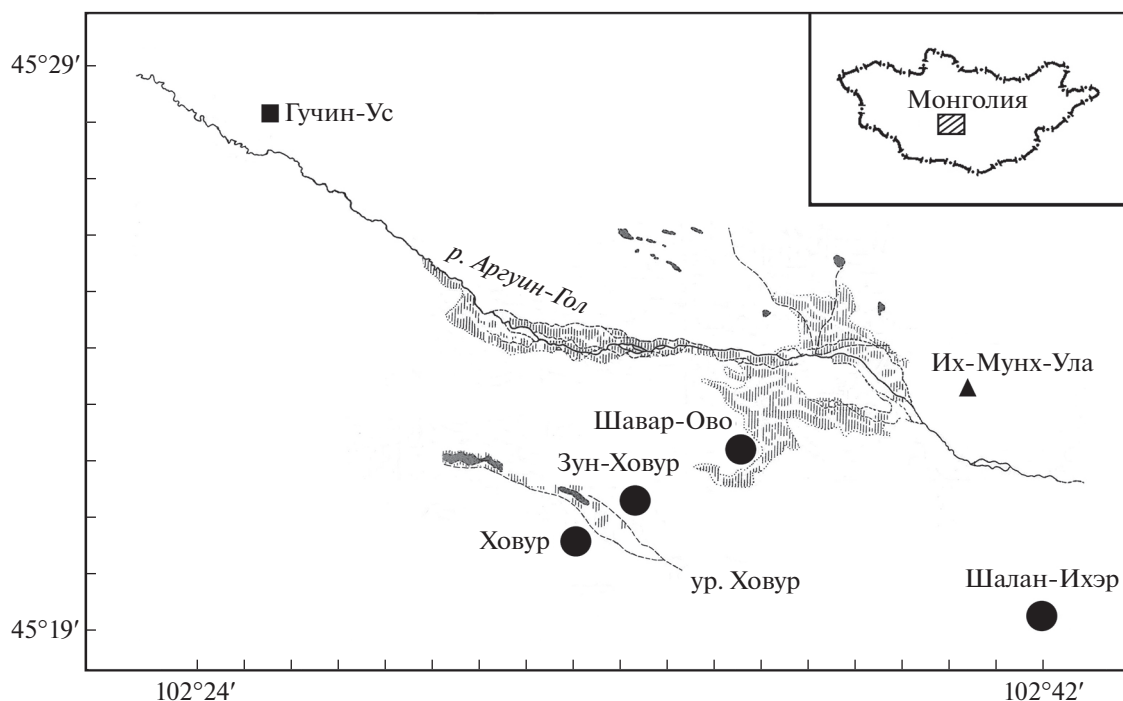 45°29′
Гучин-Ус
Монголия
р. Аргуин-Гол
Их-Мунх-Ула
Шавар-Ово
Зун-Ховур
Ховур
ур. Ховур
Шалан-Ихэр
45°19′
102°24′
102°42′